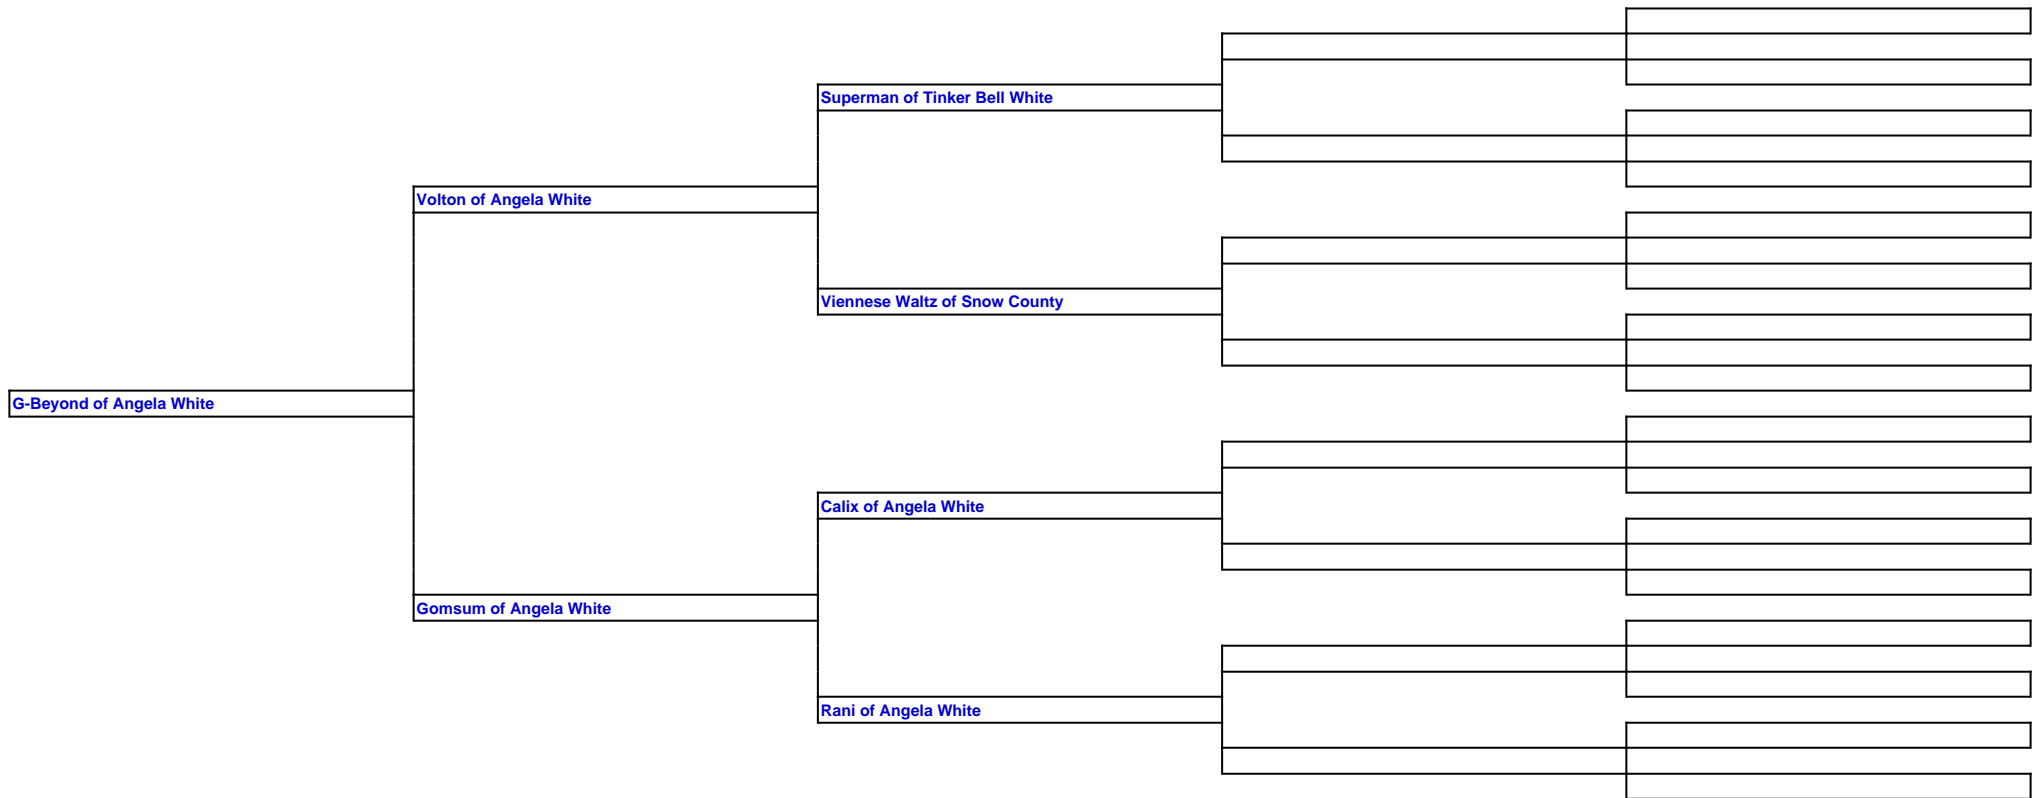 Superman of Tinker Bell White
Volton of Angela White
Viennese Waltz of Snow County
G-Beyond of Angela White
Calix of Angela White
Gomsum of Angela White
Rani of Angela White